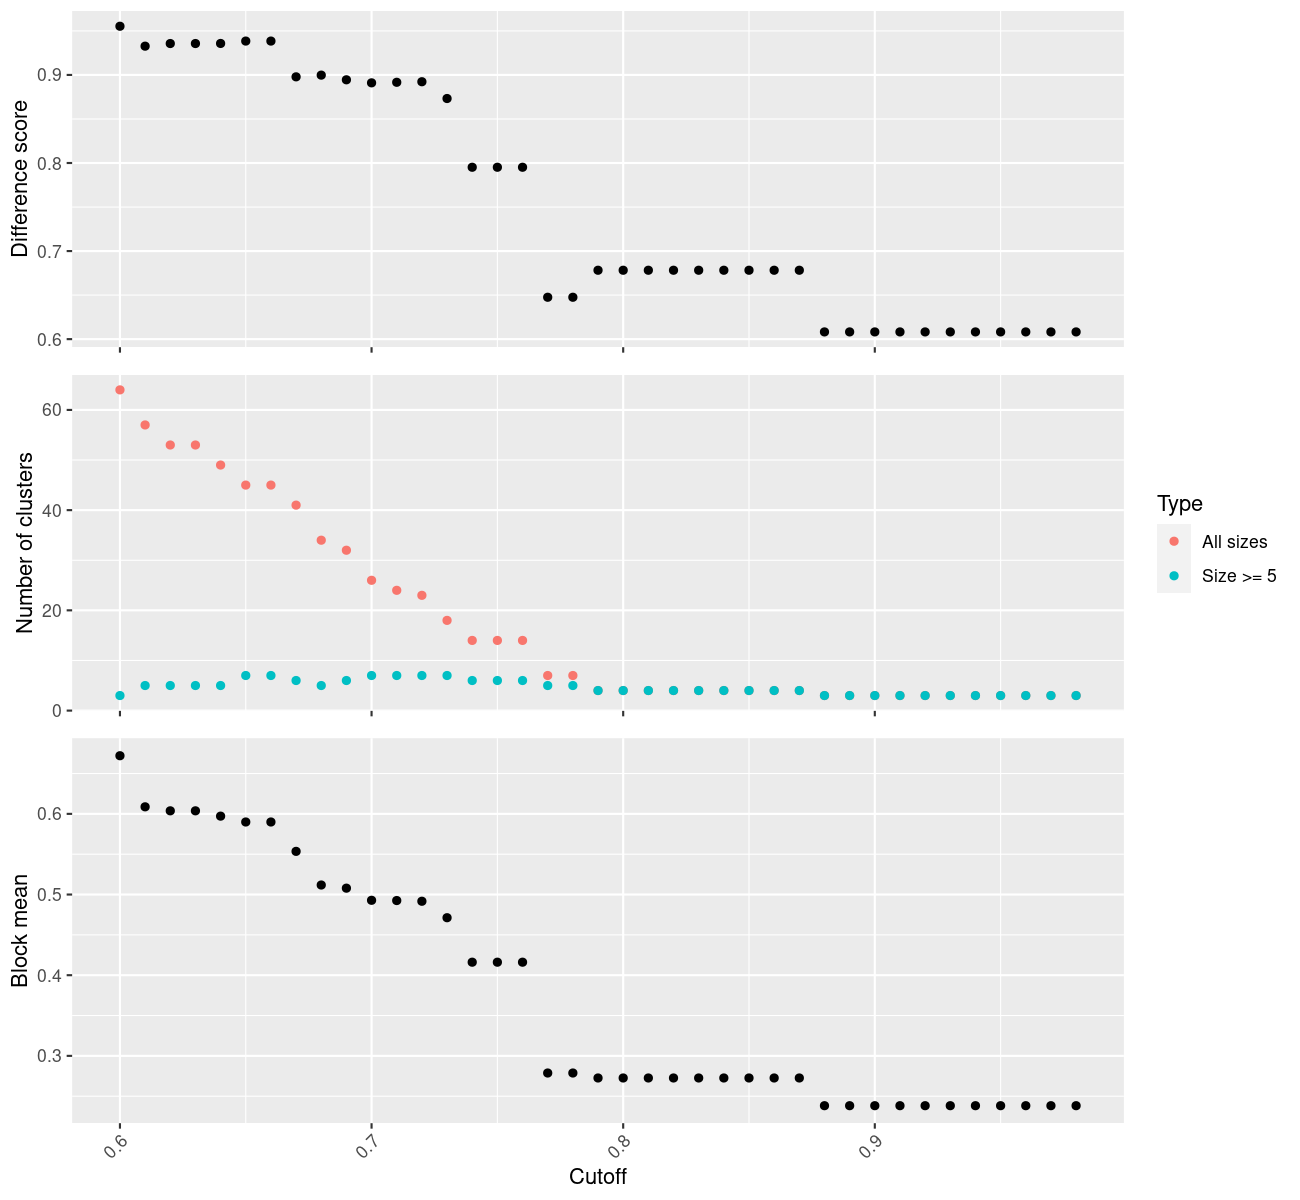 Difference score
0.9
0.8
0.7
0.6
Number of clusters
60
40
20
0
Type
All sizes
Size >= 5
Block mean
0.6
0.5
0.4
0.3
0.6
0.7
0.8
0.9
Cutoff